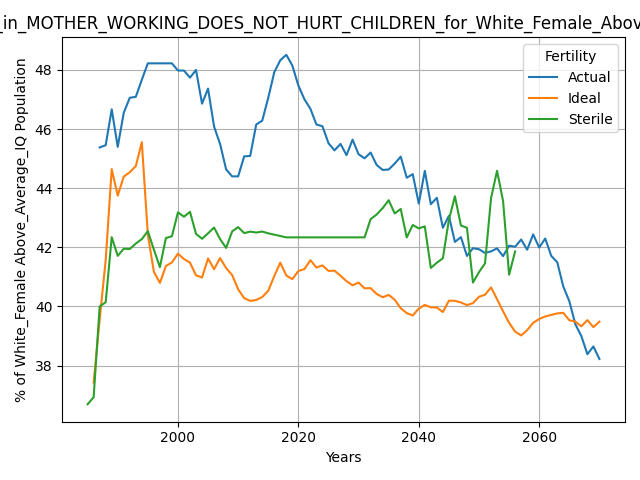 _in_MOTHER_WORKING_DOES_NOT_HURT_CHILDREN_for_White_Female_Abov
% of White_Female Above_Average_IQ Population
48
46
44
42
40
38
Fertility
Actual
Ideal
Sterile
2000
2020
2040
2060
Years